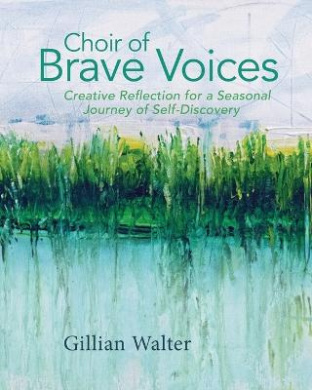 Choir of
Brave Voices
Creative Reflection for a Seasonal
Journey of Self-Discovery
Gillian Walter